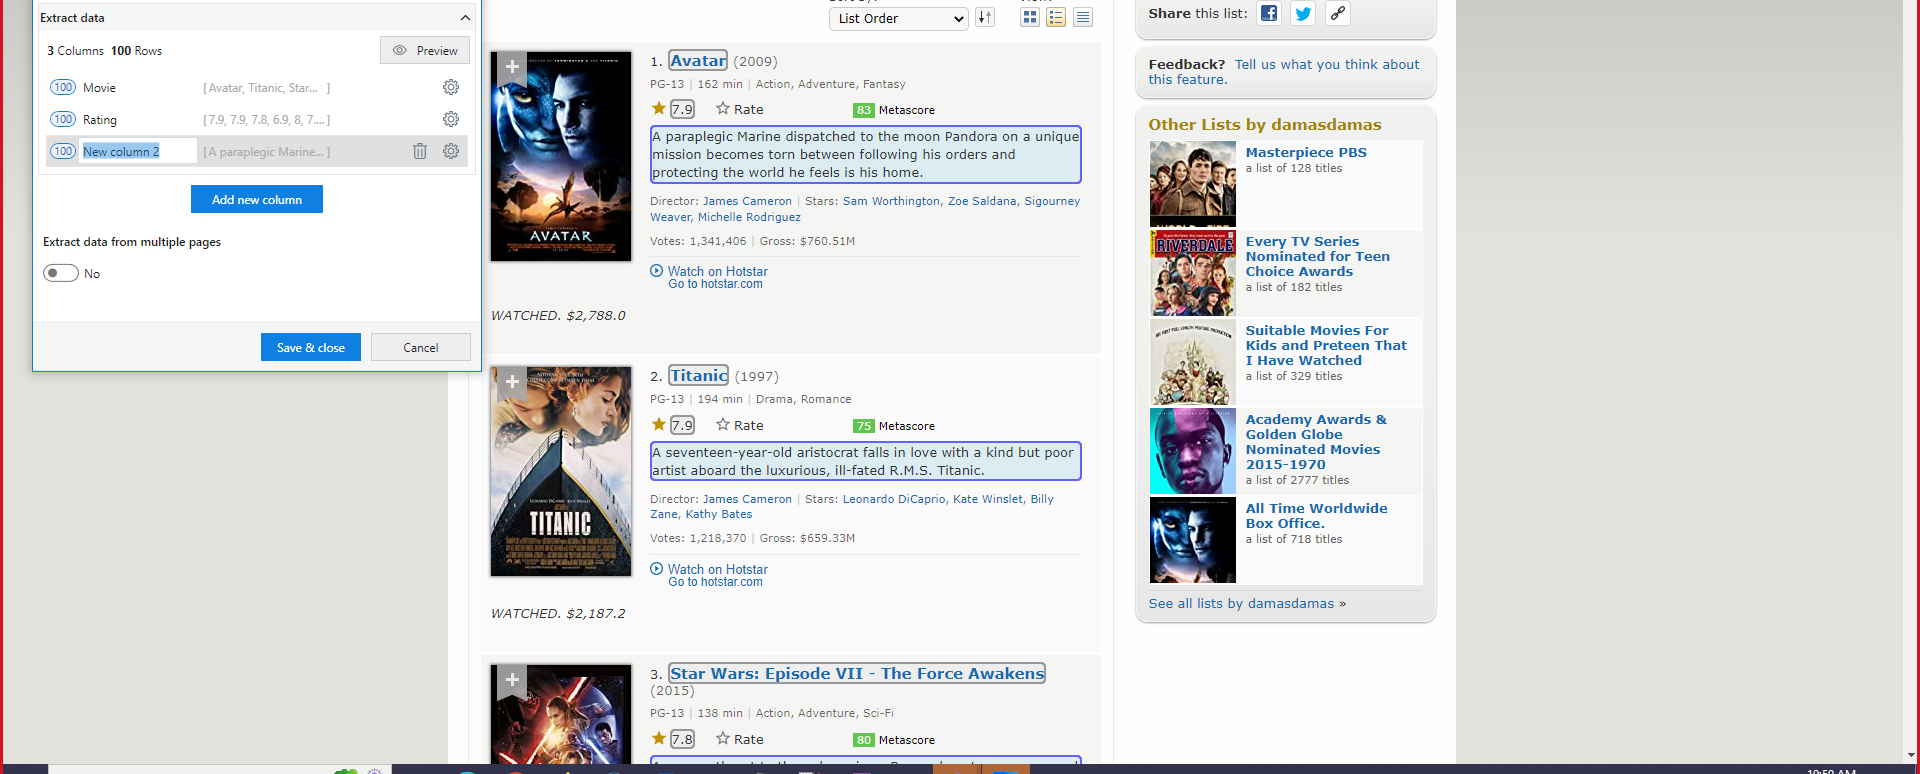 Extract data
3 Columns 100 Rows
Preview
100 Movie [Avatar, Titanic, Star... ]
100 Rating [7.9, 7.9, 7.8, 6.9, 8, 7.... ]
100 New column 2 [A paraplegic Marine... ]
Add new column
Extract data from multiple pages
No
Save & close
Cancel
List Order
1. Avatar (2009)
PG-13 | 162 min | Action, Adventure, Fantasy
7.9 Rate 83 Metascore
A paraplegic Marine dispatched to the moon Pandora on a unique
mission becomes torn between following his orders and
protecting the world he feels is his home.
Director: James Cameron | Stars: Sam Worthington, Zoe Saldana, Sigourney
Weaver, Michelle Rodriguez
Votes: 1,341,406 | Gross: $760.51M
Watch on Hotstar
Go to hotstar.com
AVATAR
WATCHED. $2,788.0
2. Titanic (1997)
PG-13 | 194 min | Drama, Romance
7.9 Rate 75 Metascore
A seventeen-year-old aristocrat falls in love with a kind but poor
artist aboard the luxurious, ill-fated R.M.S. Titanic.
Director: James Cameron | Stars: Leonardo DiCaprio, Kate Winslet, Billy
Zane, Kathy Bates
Votes: 1,218,370 | Gross: $659.33M
Watch on Hotstar
Go to hotstar.com
LEONARDO DICAPRIO KATE WINSLET
TITANIC
WATCHED. $2,187.2
3. Star Wars: Episode VII - The Force Awakens
(2015)
PG-13 | 138 min | Action, Adventure, Sci-Fi
7.8 Rate 80 Metascore
Share this list:
Feedback? Tell us what you think about
this feature.
Other Lists by damasdamas
Masterpiece PBS
a list of 128 titles
RIVERDALE
Every TV Series
Nominated for Teen
Choice Awards
a list of 182 titles
Suitable Movies For
Kids and Preteen That
I Have Watched
a list of 329 titles
Academy Awards &
Golden Globe
Nominated Movies
2015-1970
a list of 2777 titles
All Time Worldwide
Box Office.
a list of 718 titles
See all lists by damasdamas »